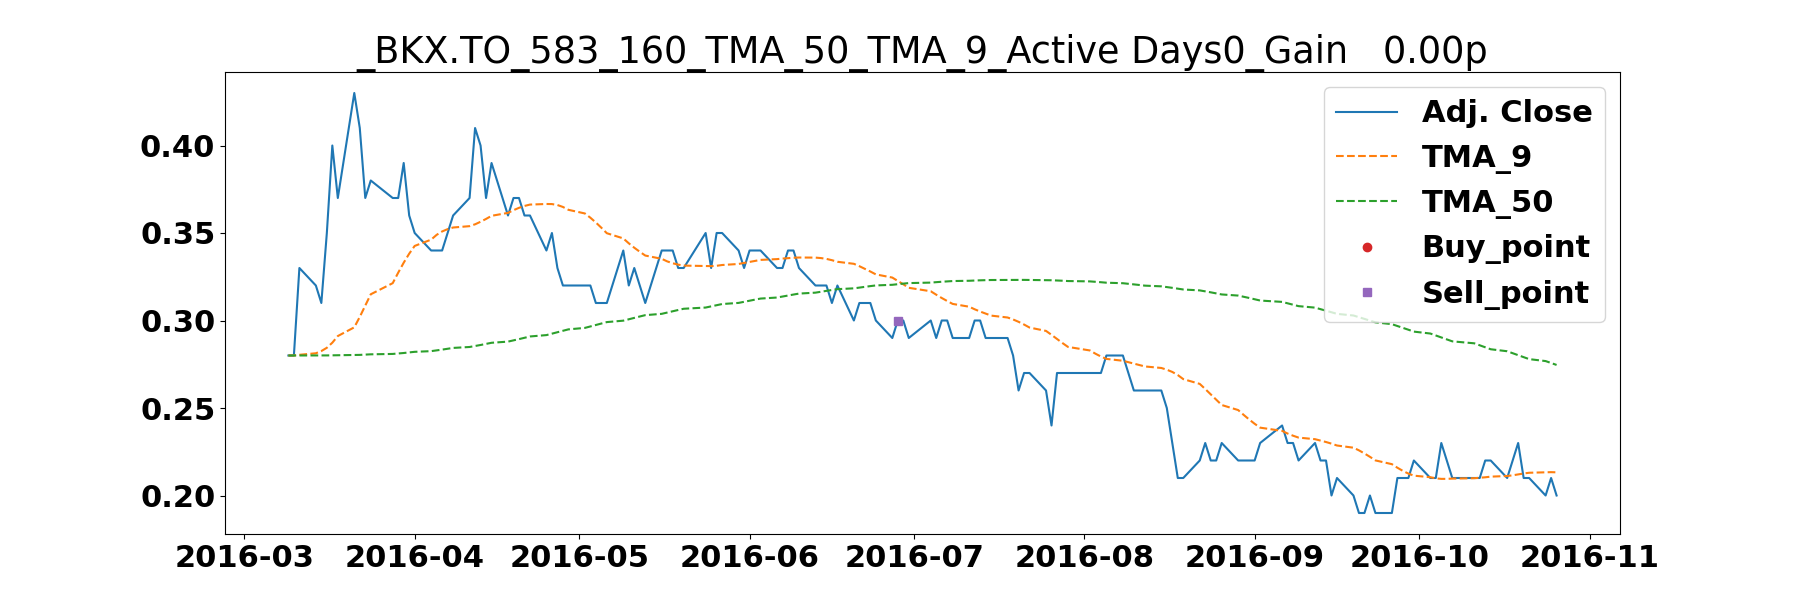 _BKX.TO_583_160_TMA_50_TMA_9_Active Days0_Gain   0.00p
Adj. Close
TMA_9
TMA_50
Buy_point
Sell_point
0.40
0.35
0.30
0.25
0.20
2016-03 2016-04 2016-05 2016-06 2016-07 2016-08 2016-09 2016-10 2016-11